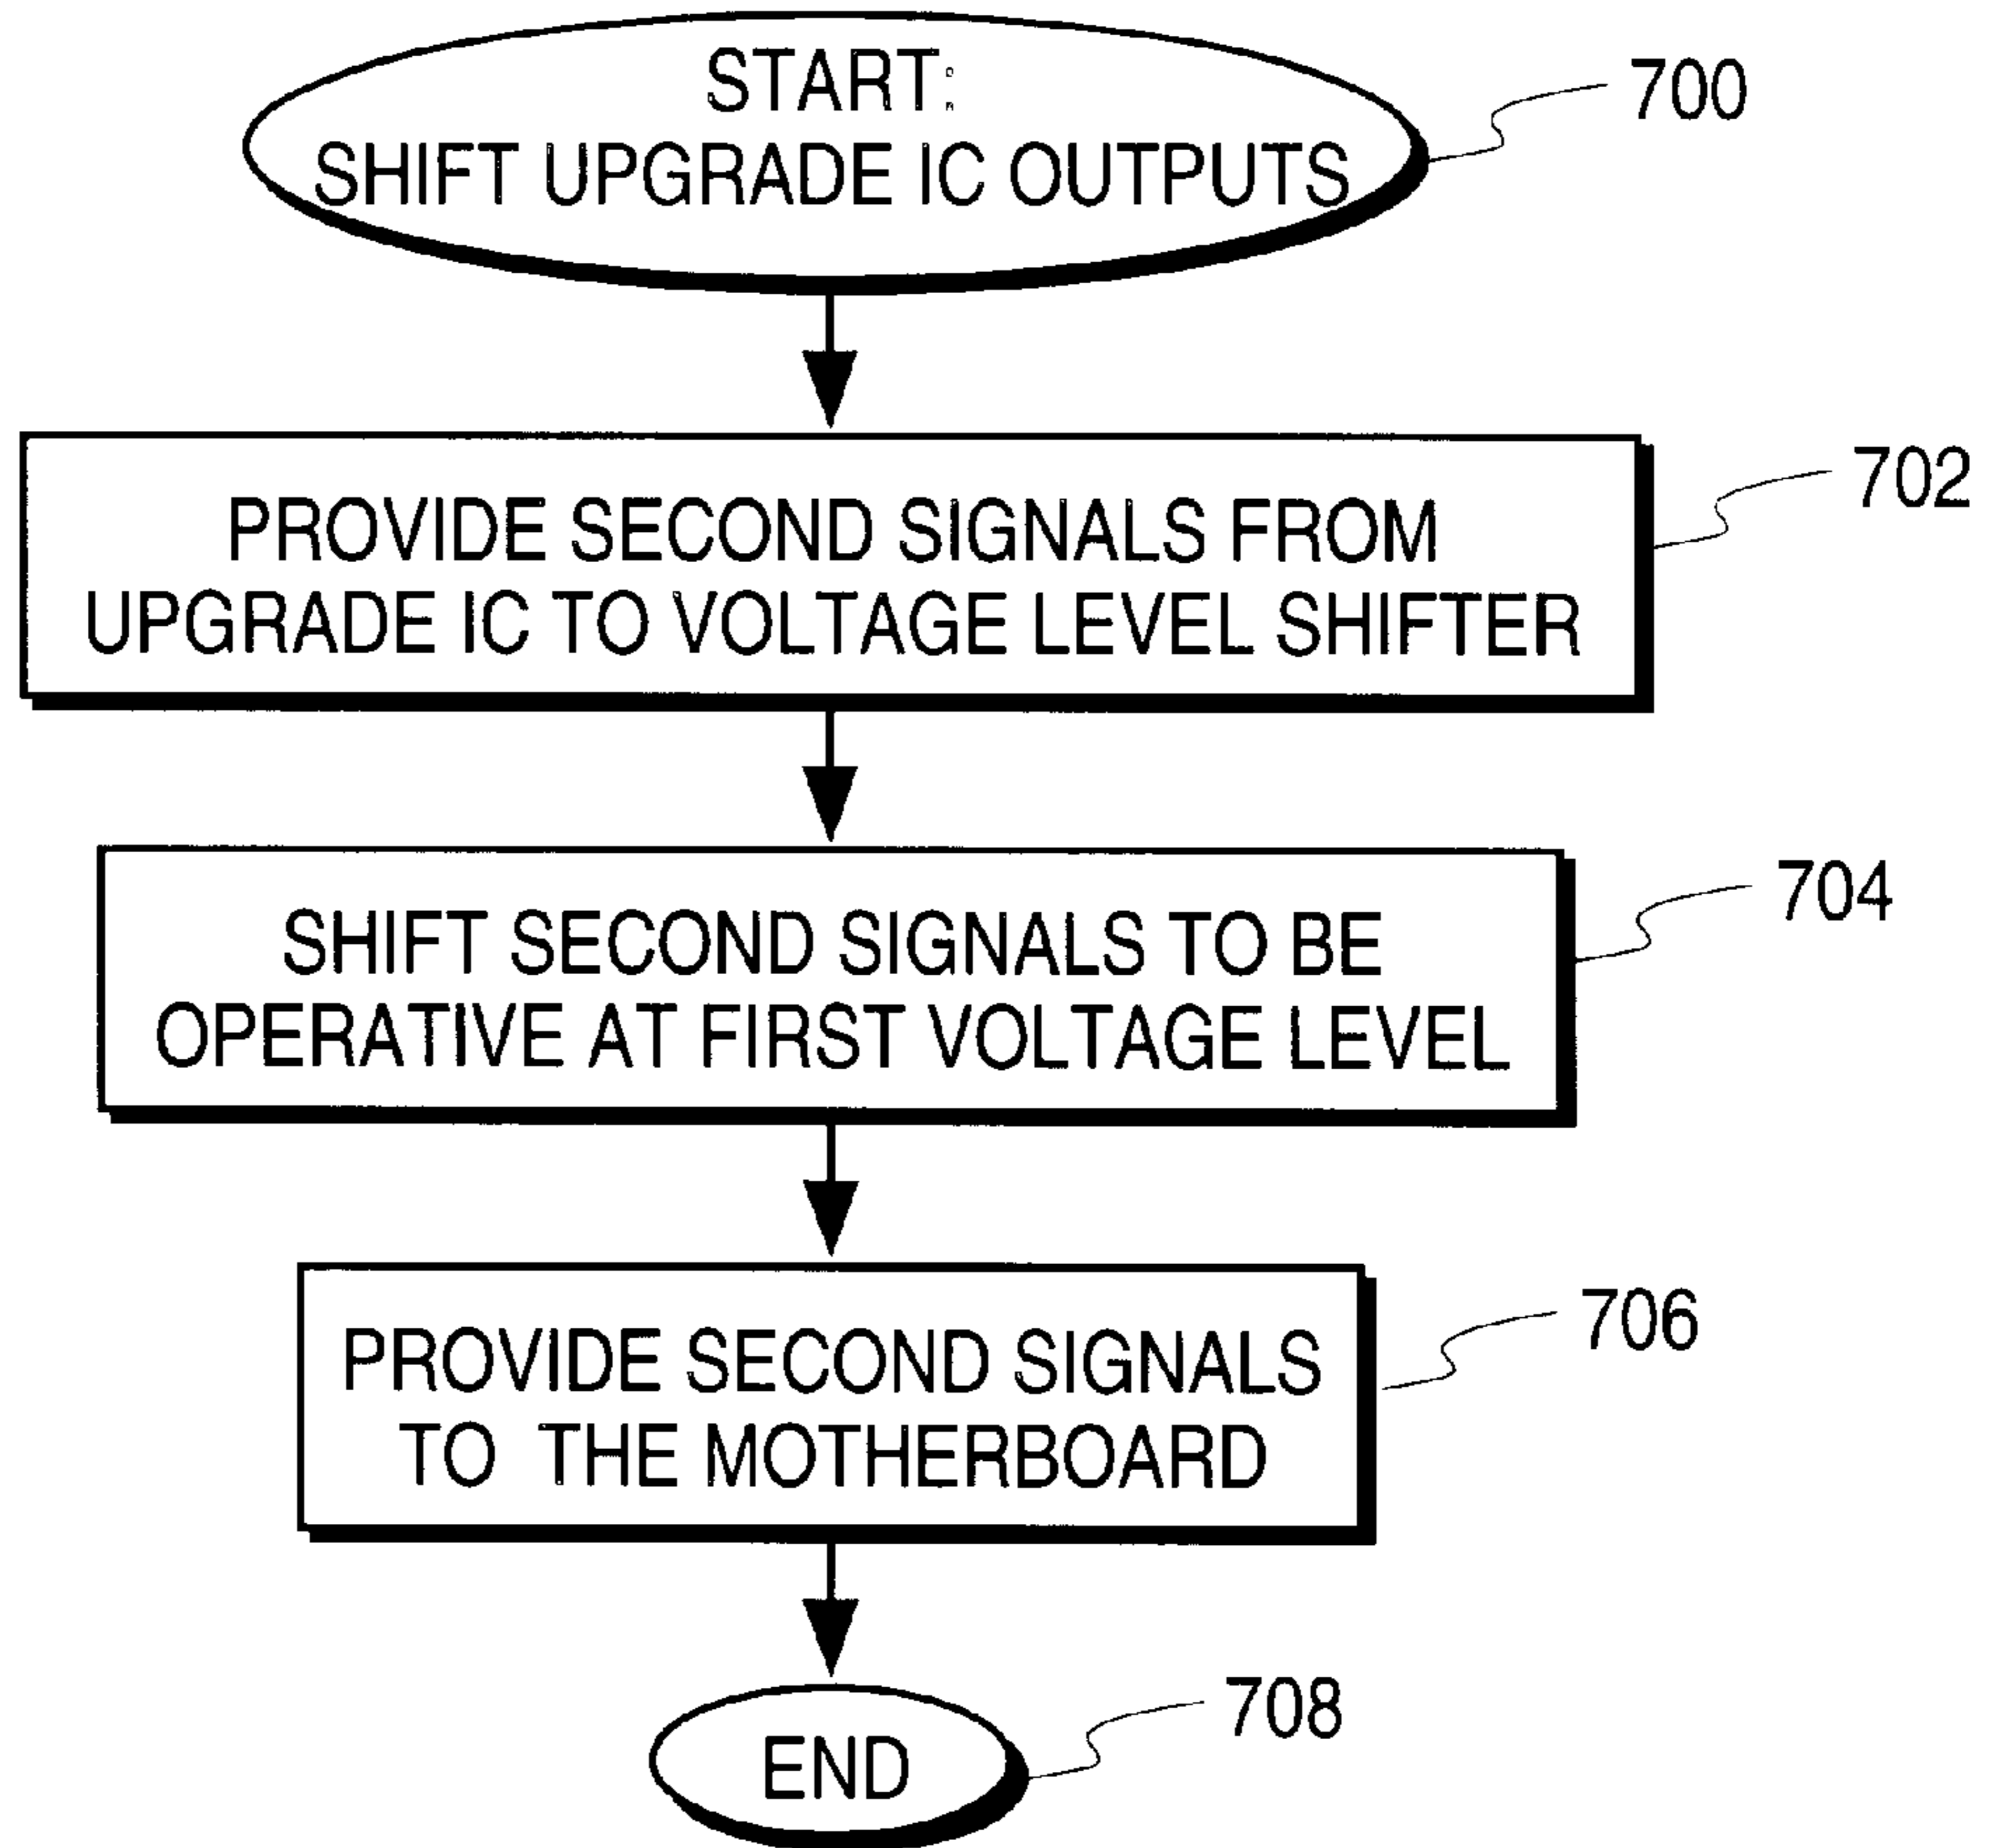 START:
SHIFT UPGRADE IC OUTPUTS
700
PROVIDE SECOND SIGNALS FROM
UPGRADE IC TO VOLTAGE LEVEL SHIFTER
702
SHIFT SECOND SIGNALS TO BE
OPERATIVE AT FIRST VOLTAGE LEVEL
704
PROVIDE SECOND SIGNALS
TO THE MOTHERBOARD
706
END
708